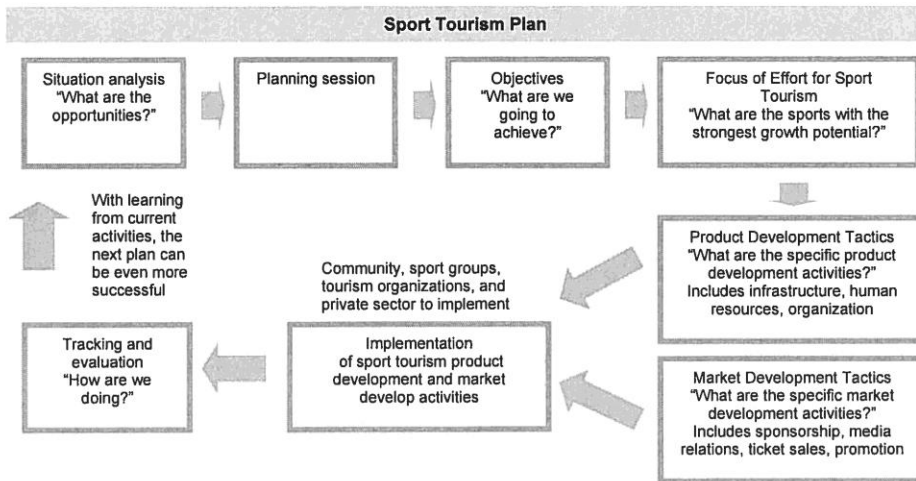 Sport Tourism Plan
Situation analysis
"What are the
opportunities?"
Planning session
Objectives
"What are we
going to
achieve?"
Focus of Effort for Sport
Tourism
"What are the sports with the
strongest growth potential?"
With learning
from current
activities, the
next plan can
be even more
successful
Product Development Tactics
"What are the specific product
development activities?"
Includes infrastructure, human
resources, organization
Community, sport groups,
tourism organizations, and
private sector to implement
Tracking and
evaluation
"How are we
doing?"
Implementation
of sport tourism product
development and market
develop activities
Market Development Tactics
"What are the specific market
development activities?"
Includes sponsorship, media
relations, ticket sales, promotion